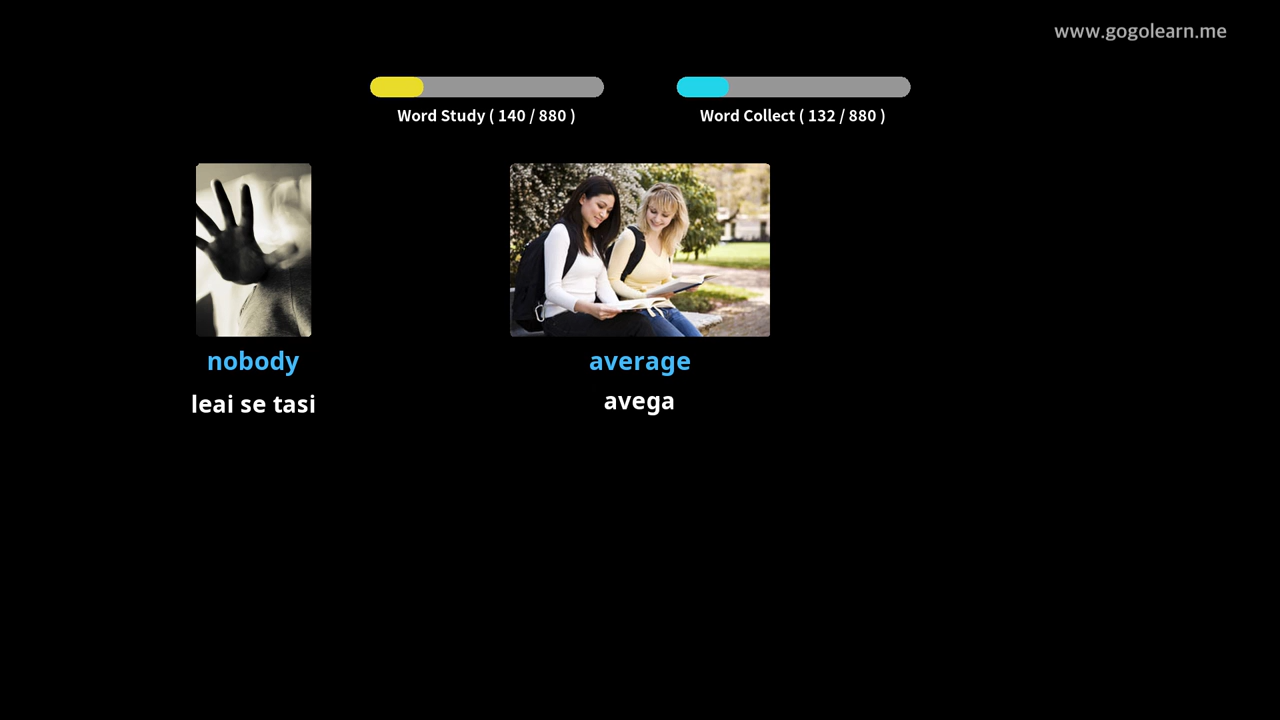 www.gogolearn.me
Word Study ( 140 / 880 )
Word Collect ( 132 / 880 )
nobody
leai se tasi
average
avega